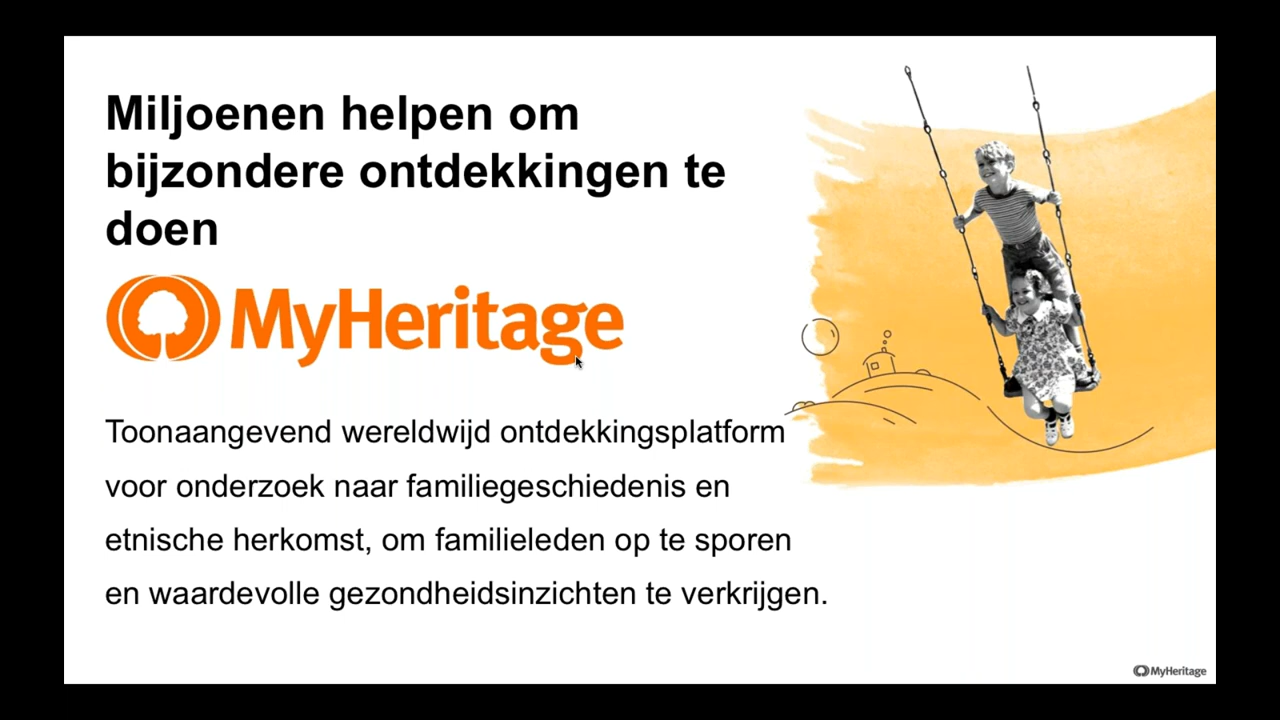 Miljoenen helpen om
bijzondere ontdekkingen te
doen
MyHeritage
Toonaangevend wereldwijd ontdekkingsplatform
voor onderzoek naar familiegeschiedenis en
etnische herkomst, om familieleden op te sporen
en waardevolle gezondheidsinzichten te verkrijgen.
MyHeritage